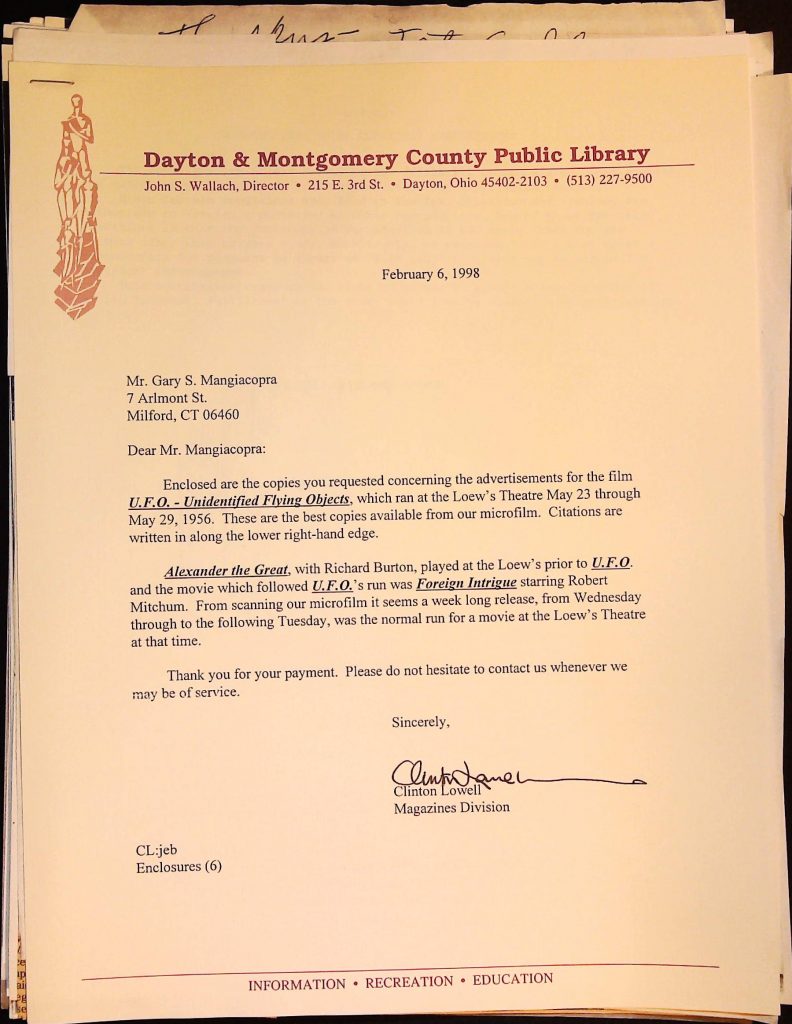 Dayton & Montgomery County Public Library
John S. Wallach, Director • 215 E. 3rd St. • Dayton, Ohio 45402-2103 • (513) 227-9500
February 6, 1998
Mr. Gary S. Mangiacopra
7 Arlmont St.
Milford, CT 06460
Dear Mr. Mangiacopra:
Enclosed are the copies you requested concerning the advertisements for the film
U.F.O. - Unidentified Flying Objects, which ran at the Loew's Theatre May 23 through
May 29, 1956. These are the best copies available from our microfilm. Citations are
written in along the lower right-hand edge.
Alexander the Great, with Richard Burton, played at the Loew's prior to U.F.O.
and the movie which followed U.F.O.'s run was Foreign Intrigue starring Robert
Mitchum. From scanning our microfilm it seems a week long release, from Wednesday
through to the following Tuesday, was the normal run for a movie at the Loew's Theatre
at that time.
Thank you for your payment. Please do not hesitate to contact us whenever we
may be of service.
Sincerely,
Clinton Lowell
Magazines Division
CL:jeb
Enclosures (6)
INFORMATION • RECREATION • EDUCATION